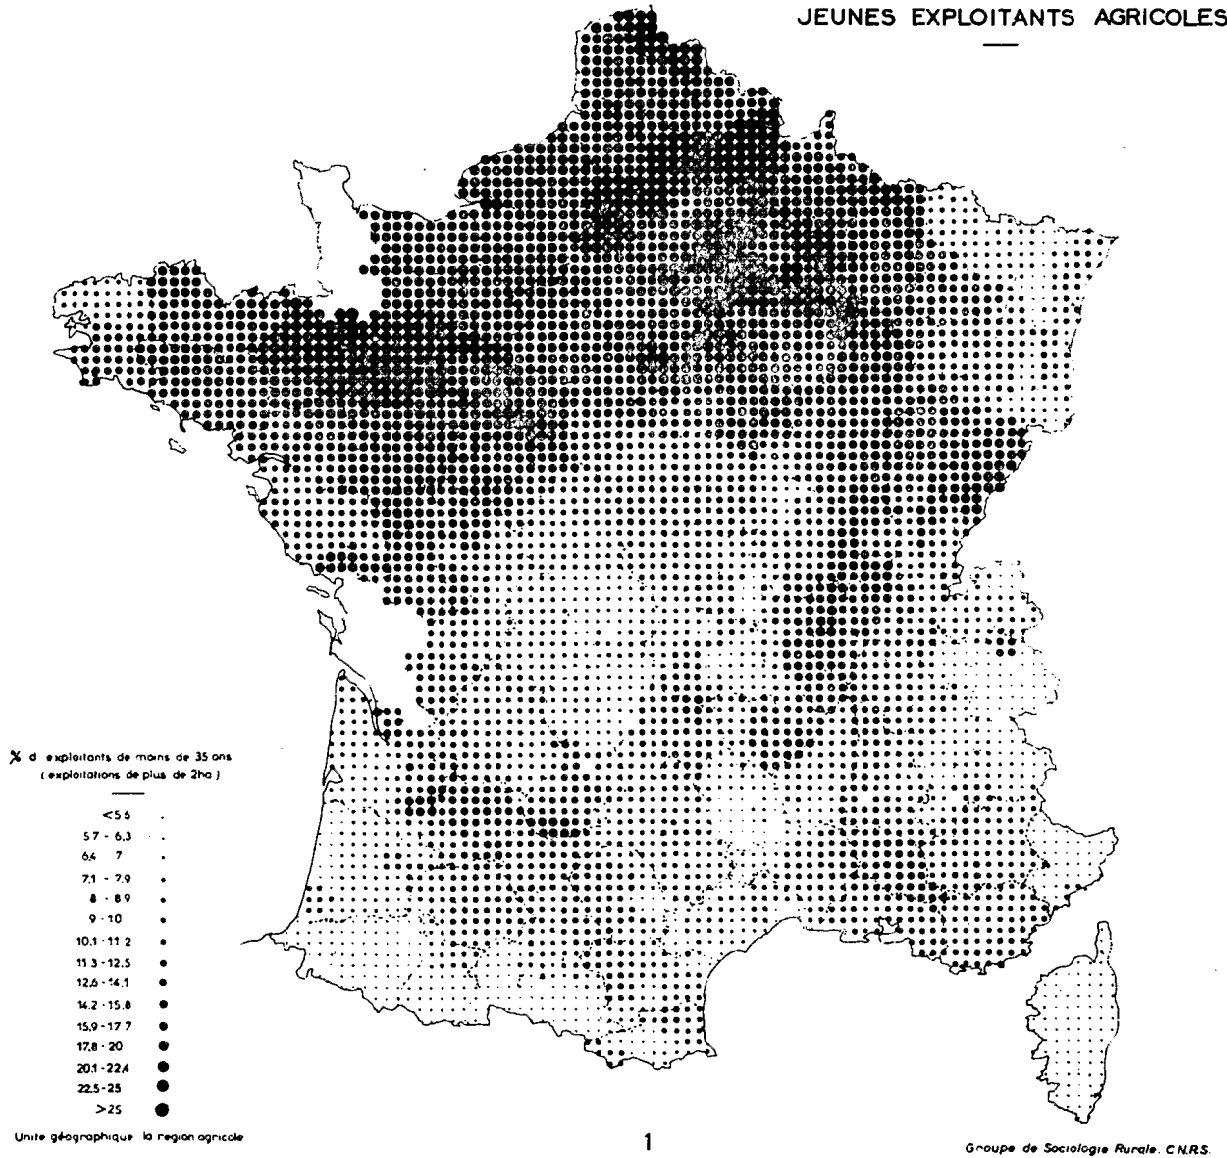 JEUNES EXPLOITANTS AGRICOLES
% d exploitants de moins de 35 ans
( exploitations de plus de 2ha )
<5 6
5 7 - 6,3
6,4 7
7,1 - 7,9
8 - 8 9
9 - 10
10,1 - 11 2
11 3 - 12,5
12,6 - 14,1
14,2 - 15,8
15,9 - 17 7
17,8 - 20
20,1 - 22,4
22,5 - 25
>25
Unite géographique la region agricole
1
Groupe de Sociologie Rurale. C.N.R.S.